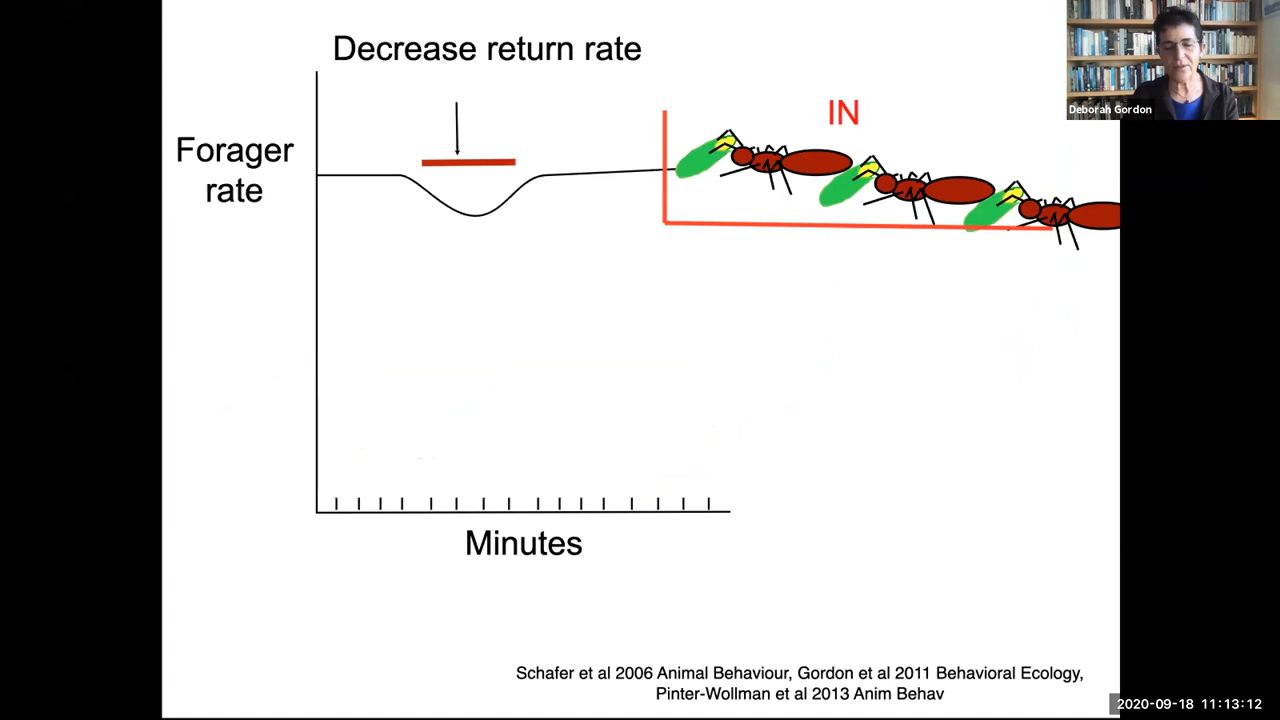 Decrease return rate
Deborah Gordon
IN
Forager
rate
Minutes
Schafer et al 2006 Animal Behaviour, Gordon et al 2011 Behavioral Ecology,
Pinter-Wollman et al 2013 Anim Behav
2020-09-18 11:13:12